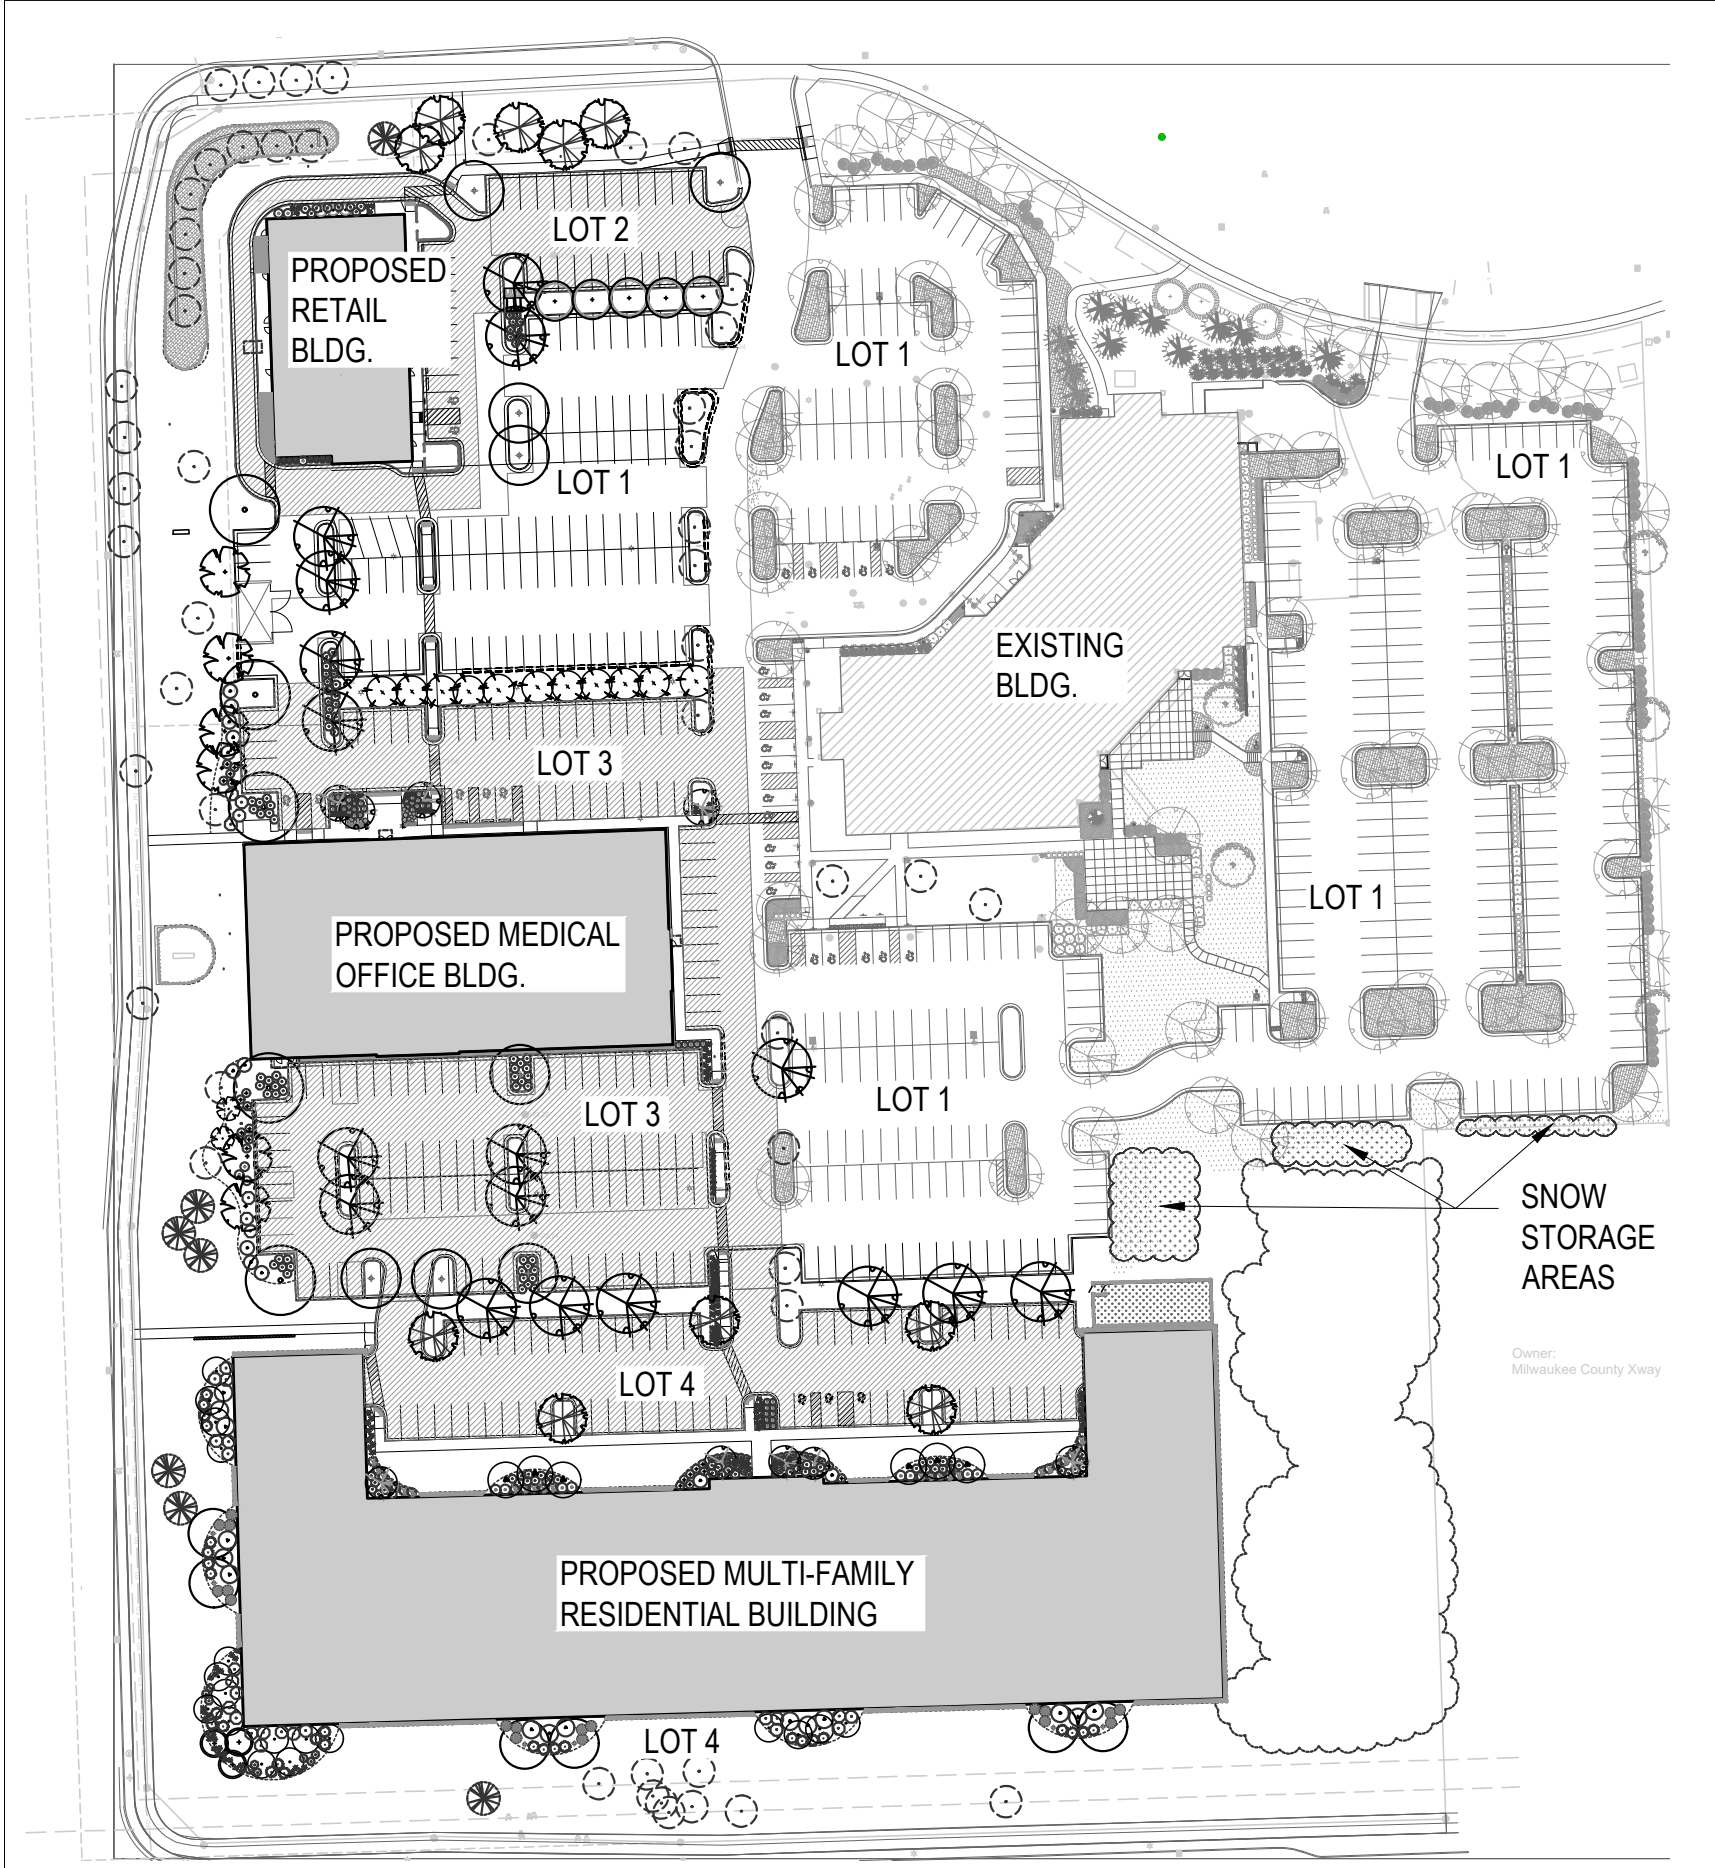 LOT 2
PROPOSED
RETAIL
BLDG.
LOT 1
LOT 1
LOT 1
EXISTING
BLDG.
LOT 3
LOT 1
PROPOSED MEDICAL
OFFICE BLDG.
LOT 3
LOT 1
SNOW
STORAGE
AREAS
Owner:
Milwaukee County Xway
LOT 4
PROPOSED MULTI-FAMILY
RESIDENTIAL BUILDING
LOT 4